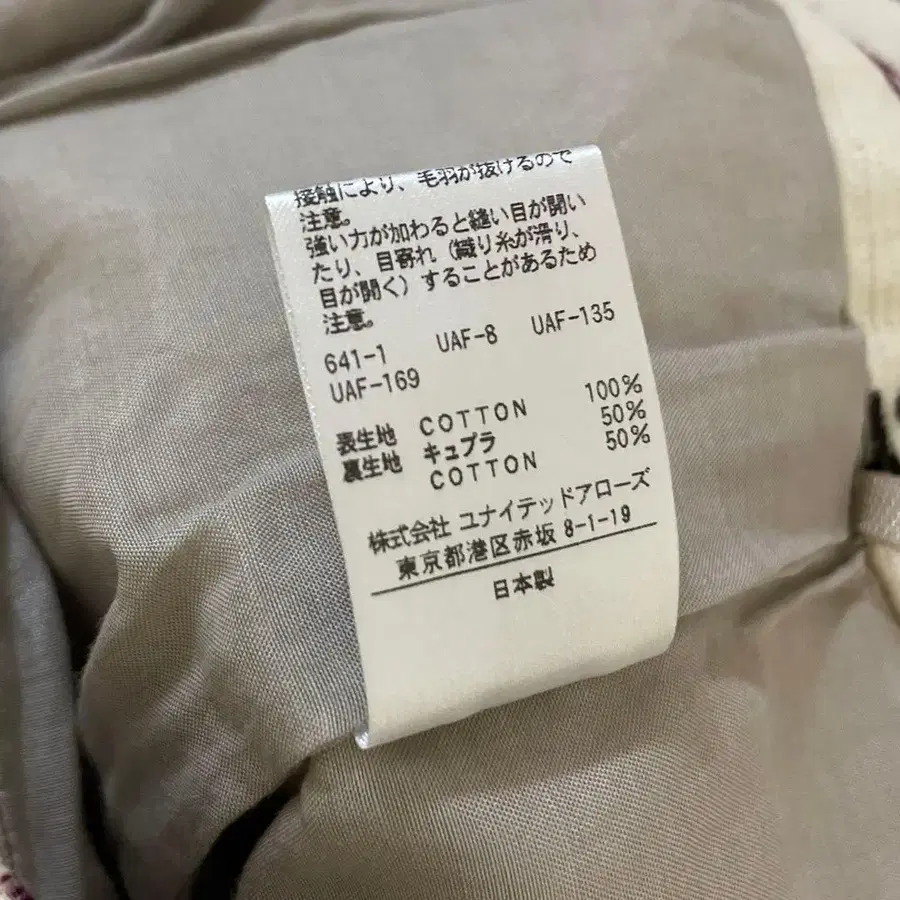 接触により、毛羽が抜けるので
注意。
強い力が加わると縫い目が開い
たり、目寄れ（織り糸が滑り、
目が開く）することがあるため
注意。
641-1 UAF-8 UAF-135
UAF-169
表生地 COTTON 100%
裏生地 キュプラ 50%
COTTON 50%
株式会社 ユナイテッドアローズ
東京都港区赤坂 8-1-19
日本製